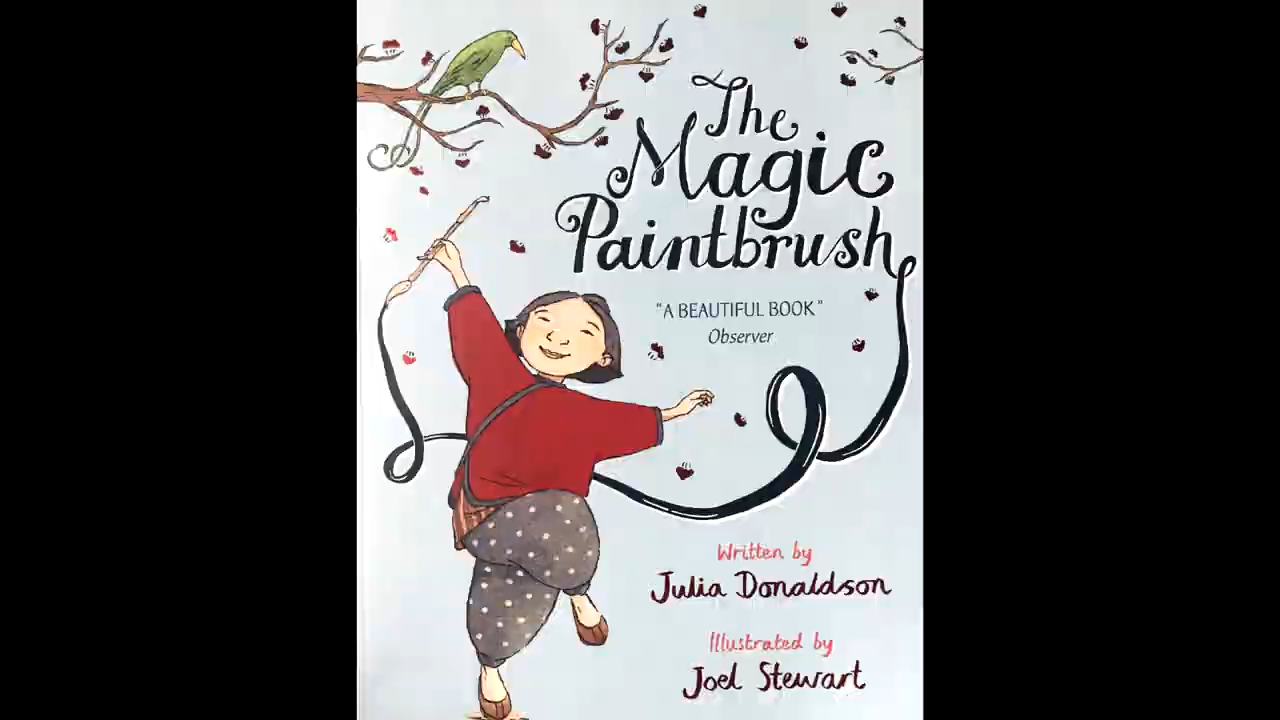 The
Magic
Paintbrush
"A BEAUTIFUL BOOK"
Observer
Written by
Julia Donaldson
Illustrated by
Joel Stewart